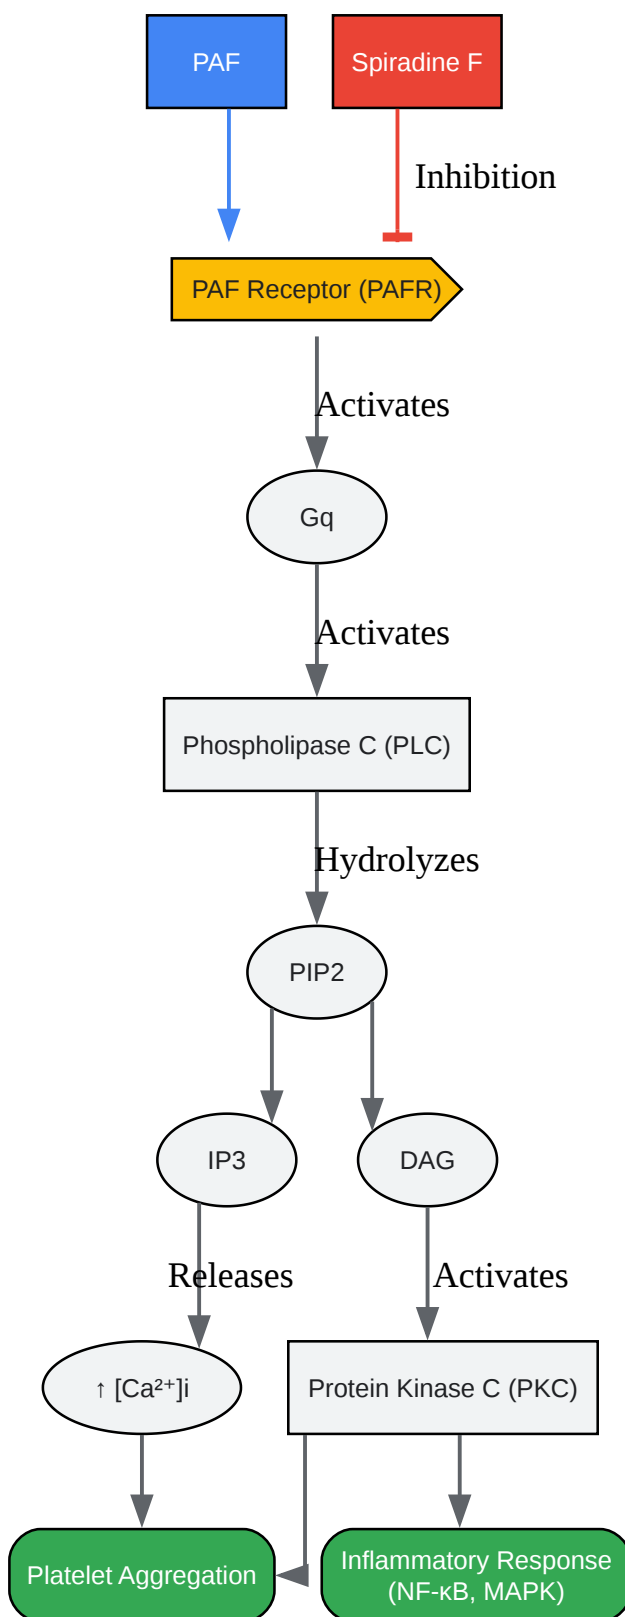 PAF
Spiradine F
Inhibition
PAF Receptor (PAFR)
Activates
Gq
Activates
Phospholipase C (PLC)
Hydrolyzes
PIP2
IP3
DAG
Releases
Activates
↑ [Ca²⁺]i
Protein Kinase C (PKC)
Platelet Aggregation
Inflammatory Response
(NF-κB, MAPK)